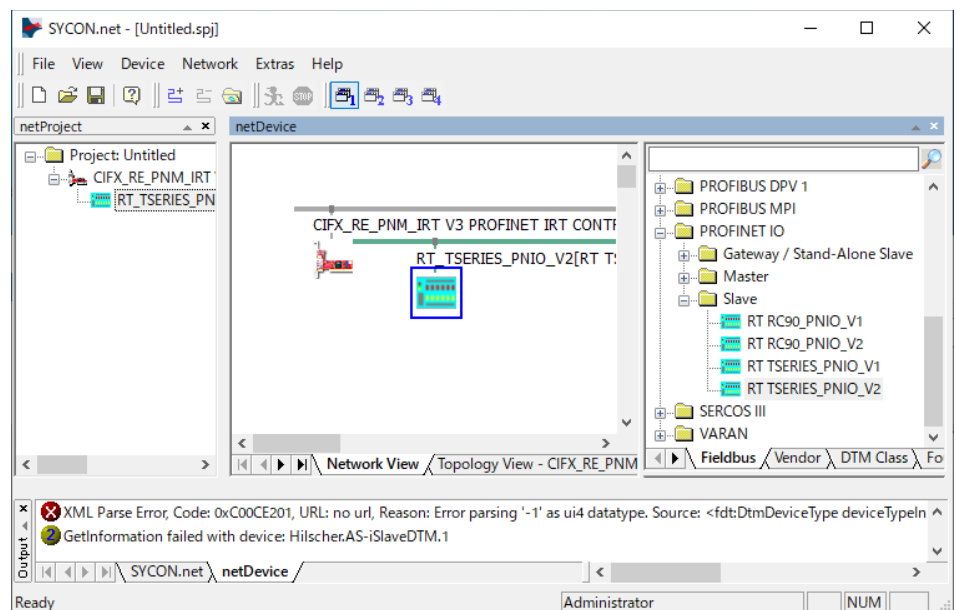 SYCON.net - [Untitled.spj]
File View Device Network Extras Help
netProject
netDevice
Project: Untitled
CIFX_RE_PNM_IRT
RT_TSERIES_PN
CIFX_RE_PNM_IRT V3 PROFINET IRT CONTR
RT_TSERIES_PNIO_V2[RT T
PROFIBUS DPV 1
PROFIBUS MPI
PROFINET IO
Gateway / Stand-Alone Slave
Master
Slave
RT RC90_PNIO_V1
RT RC90_PNIO_V2
RT TSERIES_PNIO_V1
RT TSERIES_PNIO_V2
SERCOS III
VARAN
Network View Topology View - CIFX_RE_PNM
Fieldbus Vendor DTM Class Fo
XML Parse Error, Code: 0xC00CE201, URL: no url, Reason: Error parsing '-1' as ui4 datatype. Source: <fdt:DtmDeviceType deviceTypeIn
2 GetInformation failed with device: Hilscher.AS-iSlaveDTM.1
Output
SYCON.net netDevice
Ready Administrator NUM